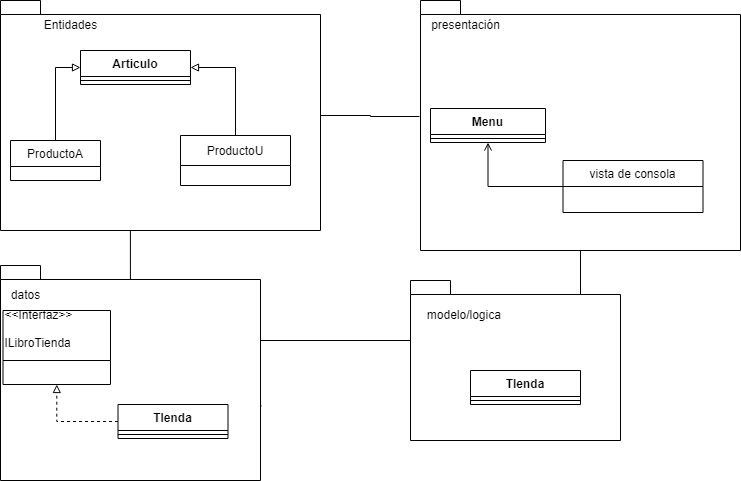 Entidades
Articulo
ProductoA
ProductoU
presentación
Menu
vista de consola
datos
<<Interfaz>>
ILibroTienda
TIenda
modelo/logica
TIenda